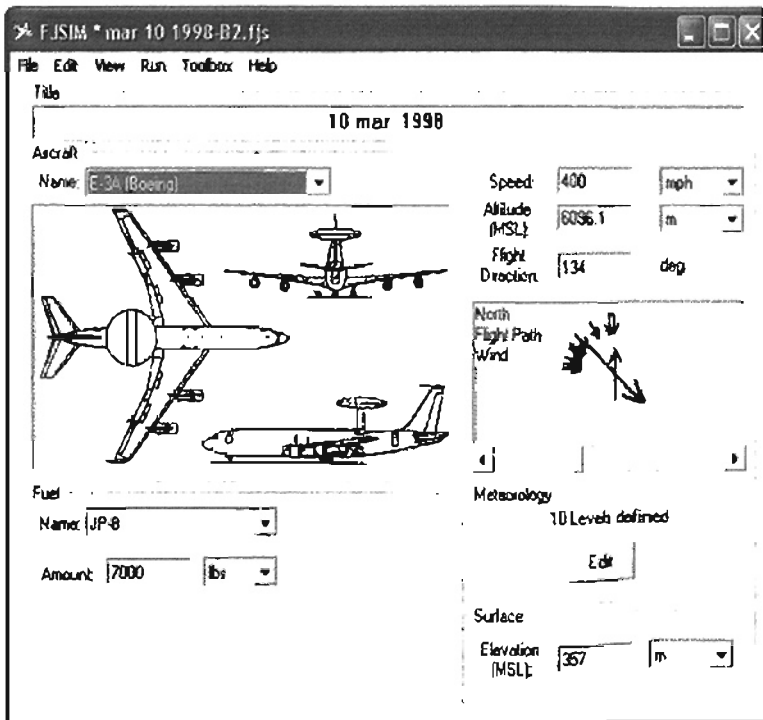 FJSIM * mar 10 1998-B2.fjs
File Edit View Run Toolbox Help
Title
10 mar 1998
Aircraft
Name: E-3A (Boeing)
Speed: 400 mph
Altitude (MSL): 6096.1 m
Flight Direction: 134 deg
North
Flight Path
Wind
Fuel
Name: JP-8
Amount: 7000 lbs
Meteorology
10 Levels defined
Edit
Surface
Elevation (MSL): 357 m